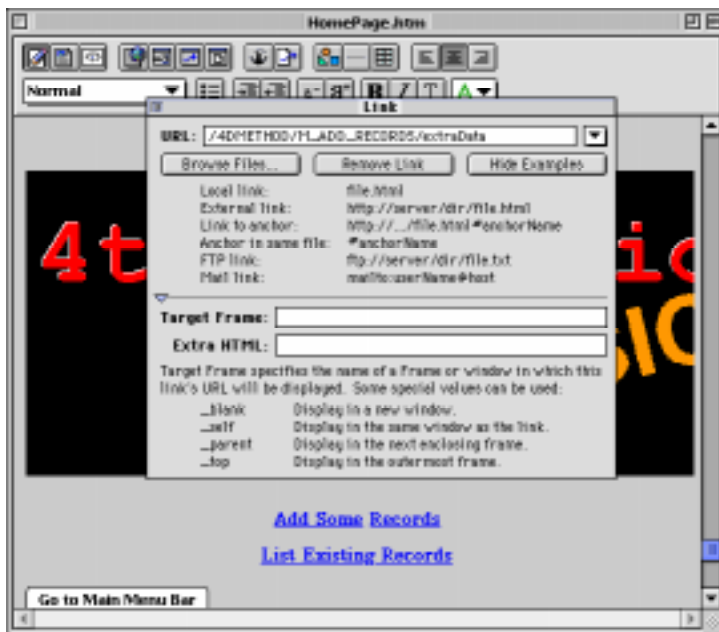 HomePage.htm
Normal
B I T A
Link
URL: /4DMETHOD/M_ADD_RECORDS/extraData
Browse Files... Remove Link Hide Examples
Local link: file.html
External link: http://server/dir/file.html
Link to anchor: http://.../file.html#anchorName
Anchor in same file: #anchorName
FTP link: ftp://server/dir/file.txt
Mail link: mailto:userName@host
4t ic
SIO
Target Frame:
Extra HTML:
Target Frame specifies the name of a Frame or window in which this
link's URL will be displayed. Some special values can be used:
_blank Display in a new window.
_self Display in the same window as the link.
_parent Display in the next enclosing frame.
_top Display in the outermost frame.
Add Some Records
List Existing Records
Go to Main Menu Bar